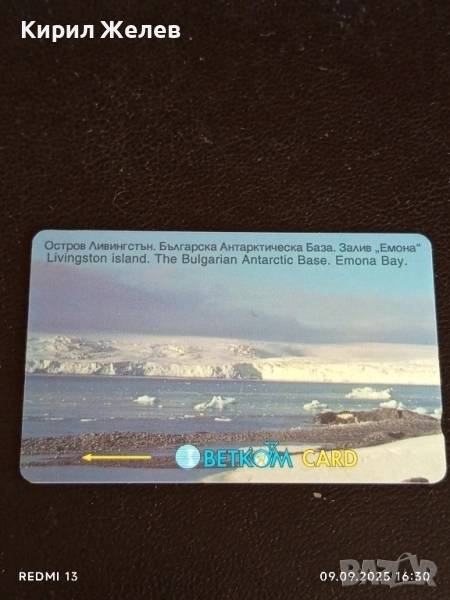 Кирил Желев
Остров Ливингстън. Българска Антарктическа База. Залив „Емона“
Livingston island. The Bulgarian Antarctic Base. Emona Bay.
BETKOM CARD
REDMI 13
09.09.2025 16:30
BAZAR